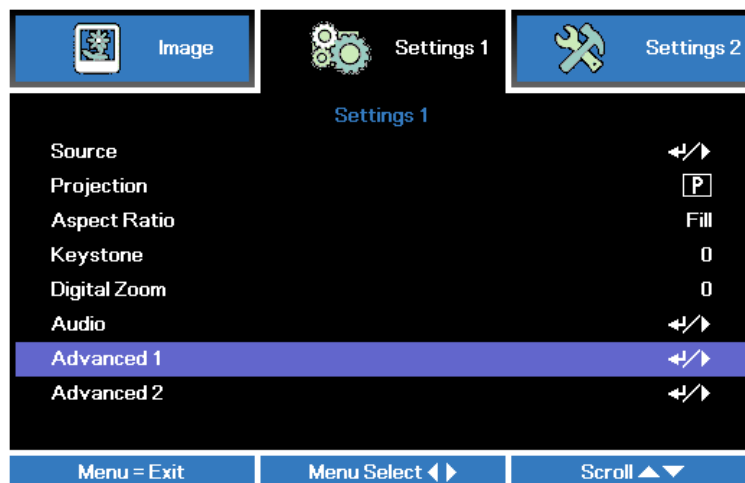 Image Settings 1 Settings 2
Settings 1
Source
Projection P
Aspect Ratio Fill
Keystone 0
Digital Zoom 0
Audio
Advanced 1
Advanced 2
Menu = Exit Menu Select Scroll